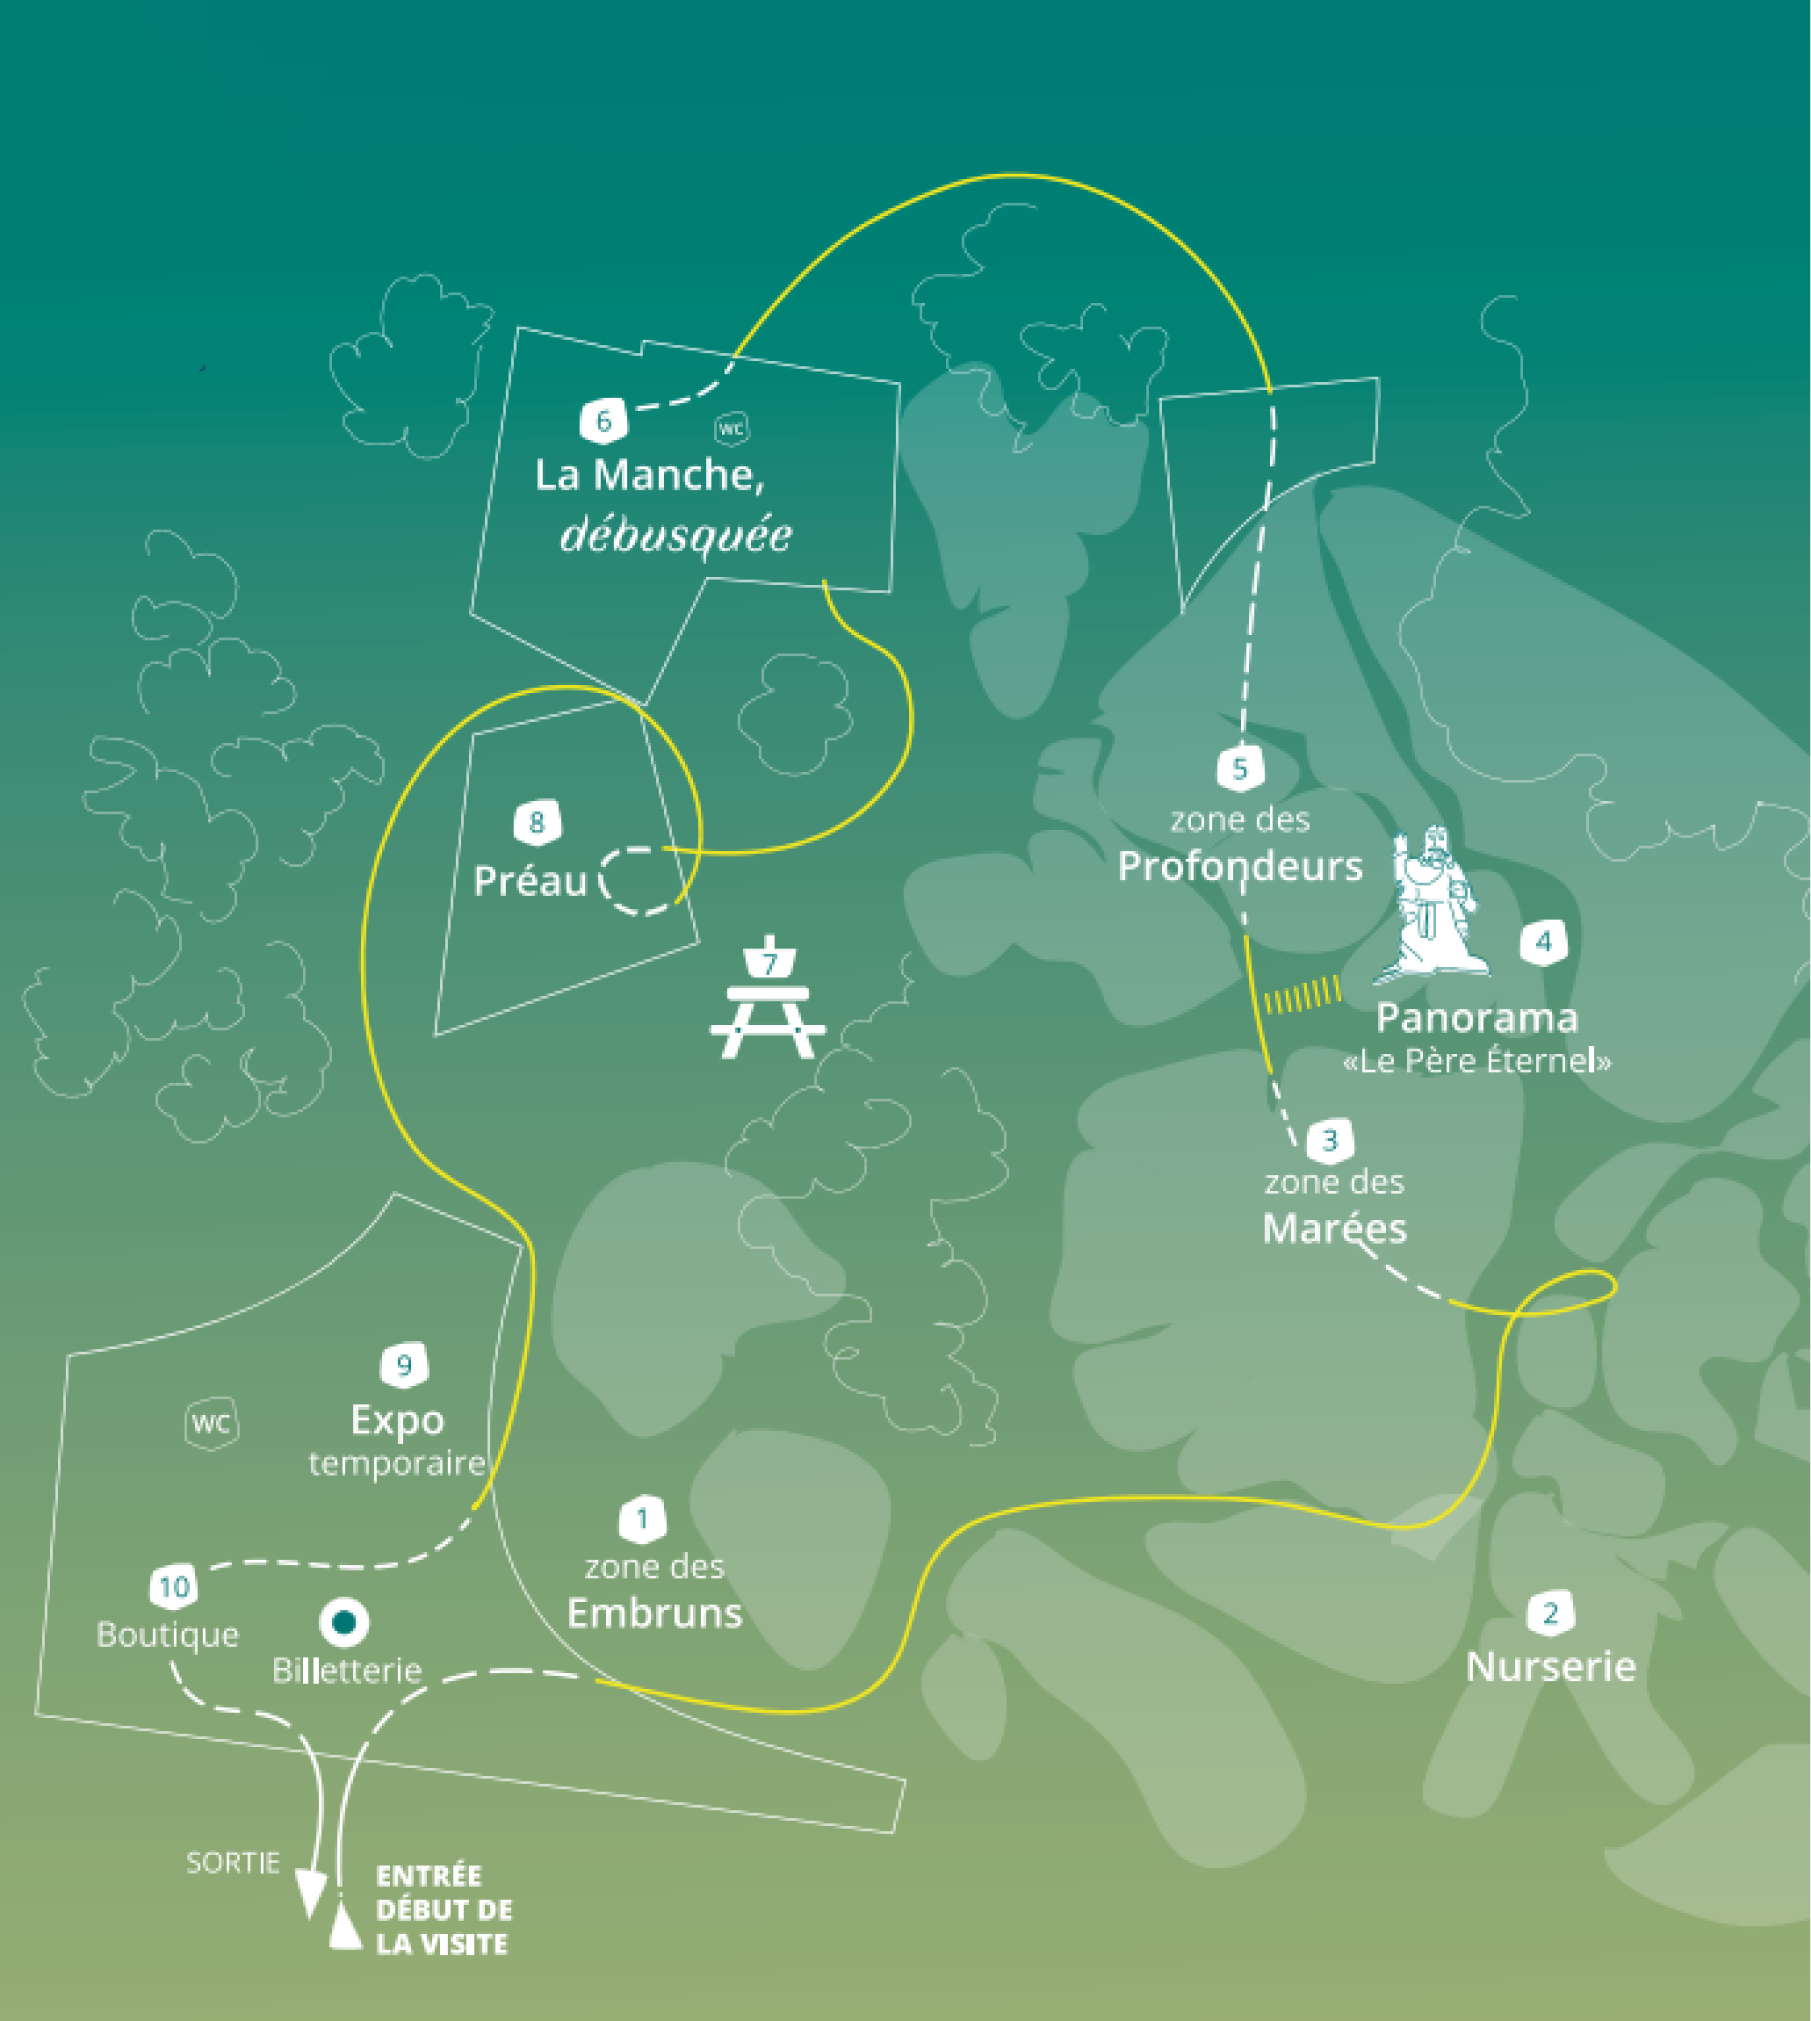 6
wc
La Manche,
débusquée
5
zone des
Profondeurs
8
Préau
7
4
Panorama
«Le Père Éternel»
3
zone des
Marées
9
Expo
temporaire
WC
1
zone des
Embruns
10
Boutique
Billetterie
2
Nurserie
SORTIE
ENTRÉE
DÉBUT DE
LA VISITE